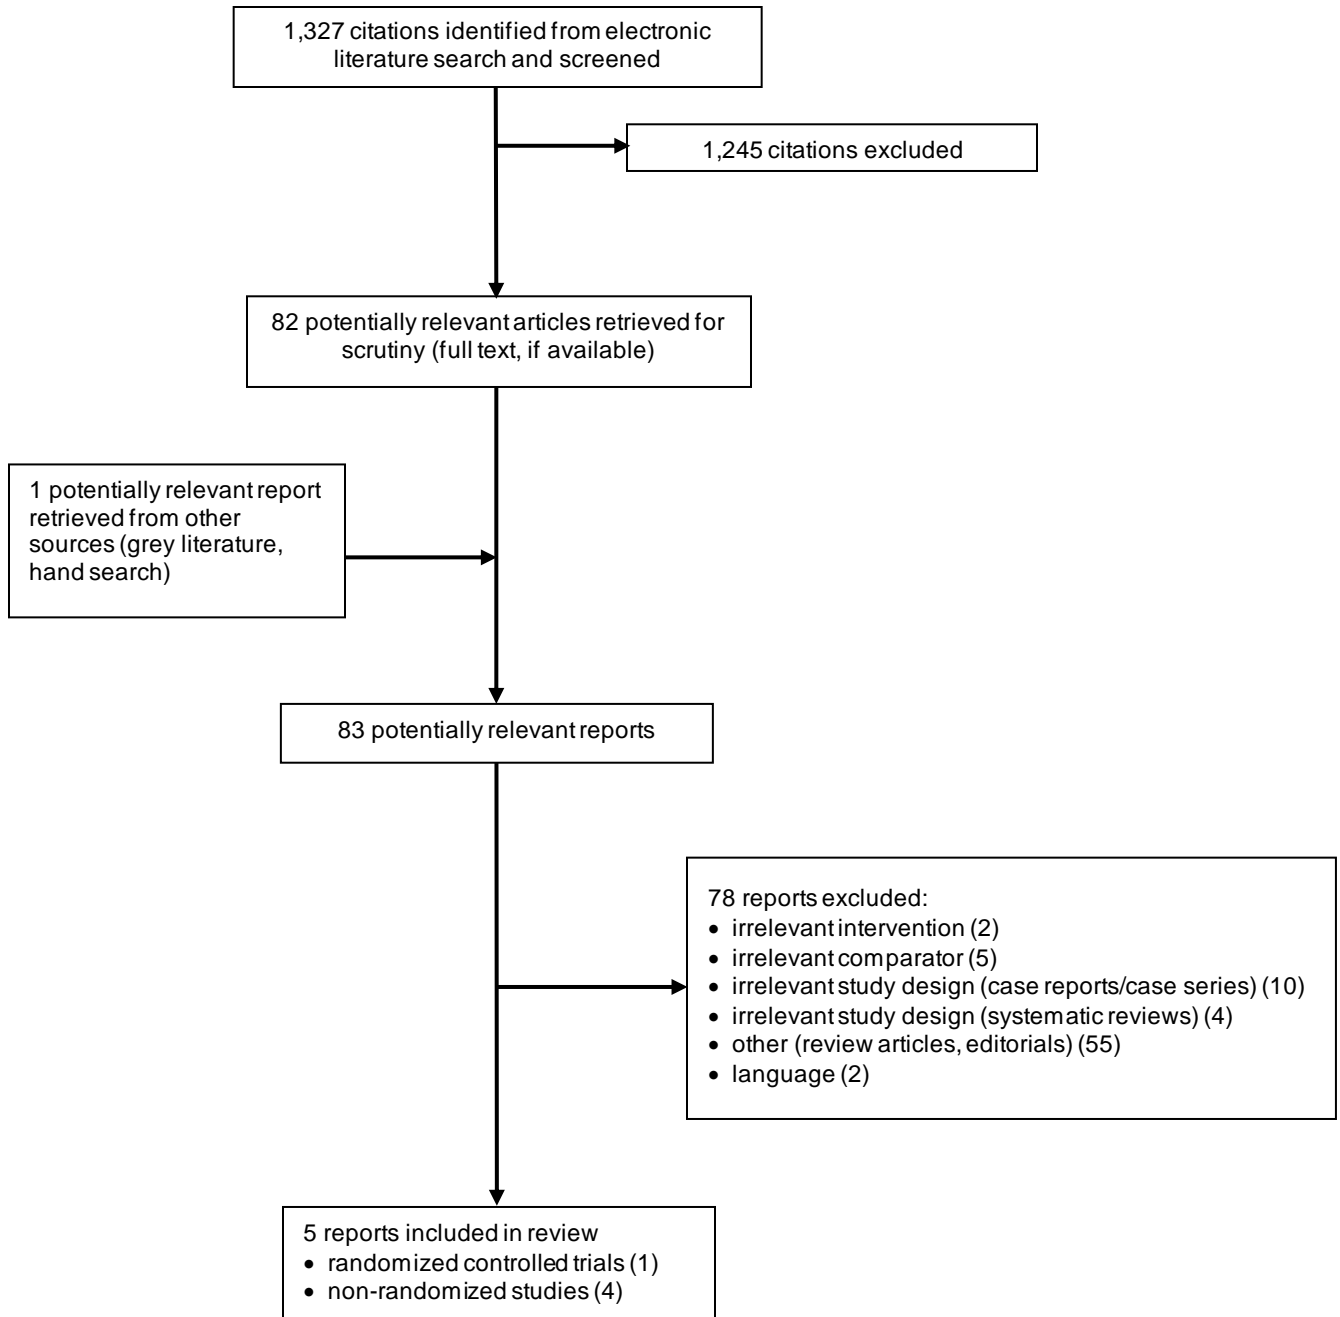 1,327 citations identified from electronic
literature search and screened
1,245 citations excluded
82 potentially relevant articles retrieved for
scrutiny (full text, if available)
1 potentially relevant report
retrieved from other
sources (grey literature,
hand search)
83 potentially relevant reports
78 reports excluded:
• irrelevant intervention (2)
• irrelevant comparator (5)
• irrelevant study design (case reports/case series) (10)
• irrelevant study design (systematic reviews) (4)
• other (review articles, editorials) (55)
• language (2)
5 reports included in review
• randomized controlled trials (1)
• non-randomized studies (4)